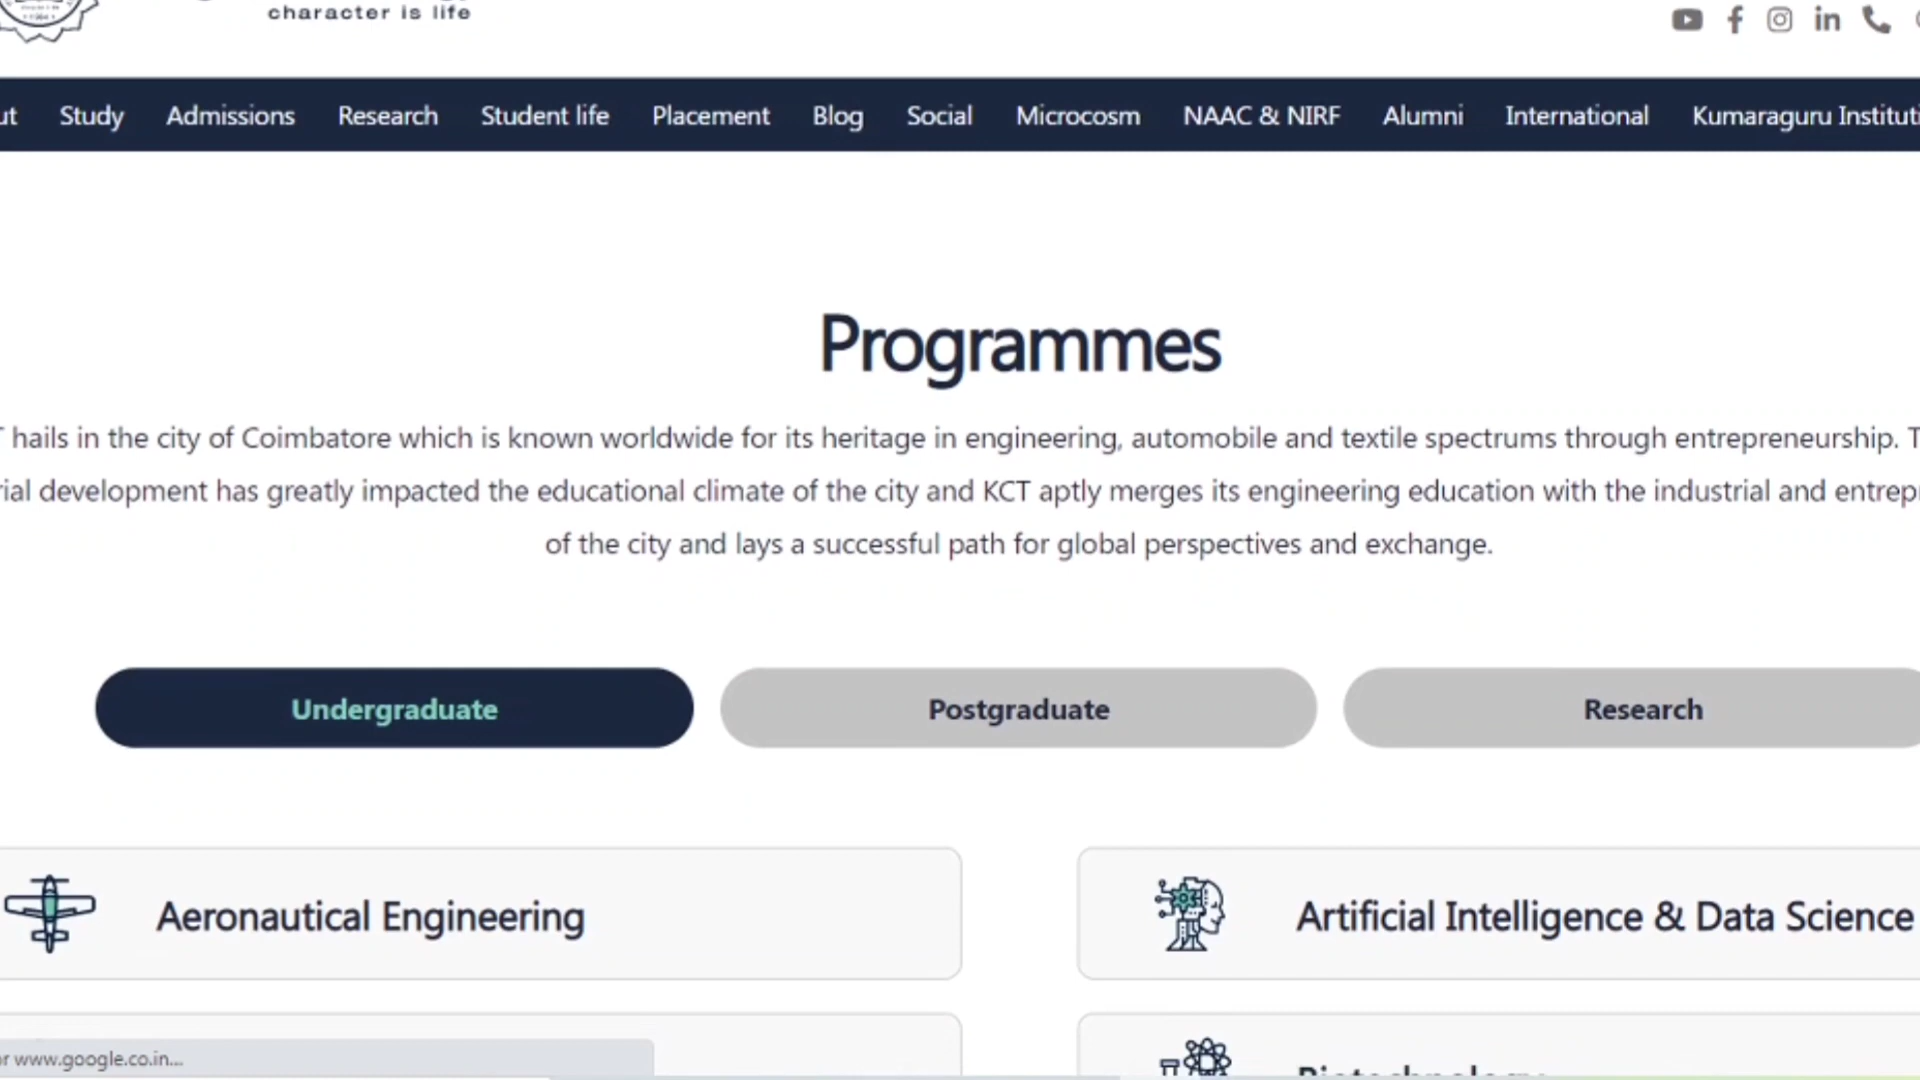 character is life
Study Admissions Research Student life Placement Blog Social Microcosm NAAC & NIRF Alumni International Kumaraguru
Programmes
hails in the city of Coimbatore which is known worldwide for its heritage in engineering, automobile and textile spectrums through entrepreneurship.
development has greatly impacted the educational climate of the city and KCT aptly merges its engineering education with the industrial and
of the city and lays a successful path for global perspectives and exchange.
Undergraduate Postgraduate Research
Aeronautical Engineering Artificial Intelligence & Data Science
www.google.co.in...